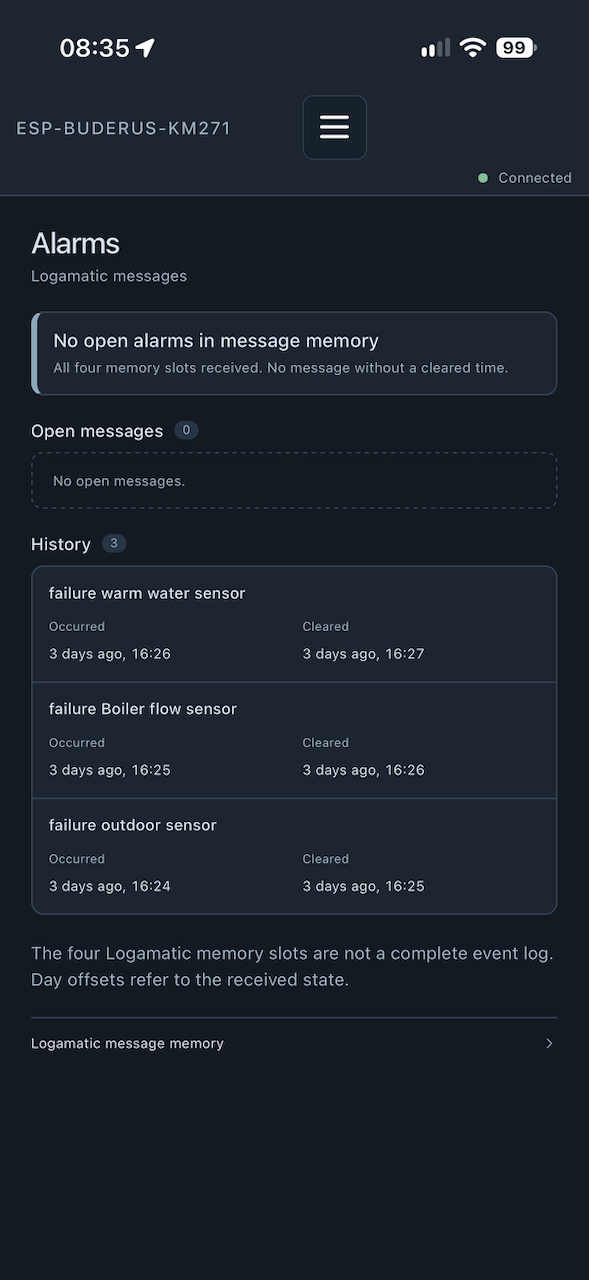 08:35
99
ESP-BUDERUS-KM271
Connected
Alarms
Logamatic messages
No open alarms in message memory
All four memory slots received. No message without a cleared time.
Open messages 0
No open messages.
History 3
failure warm water sensor
Occurred Cleared
3 days ago, 16:26 3 days ago, 16:27
failure Boiler flow sensor
Occurred Cleared
3 days ago, 16:25 3 days ago, 16:26
failure outdoor sensor
Occurred Cleared
3 days ago, 16:24 3 days ago, 16:25
The four Logamatic memory slots are not a complete event log.
Day offsets refer to the received state.
Logamatic message memory